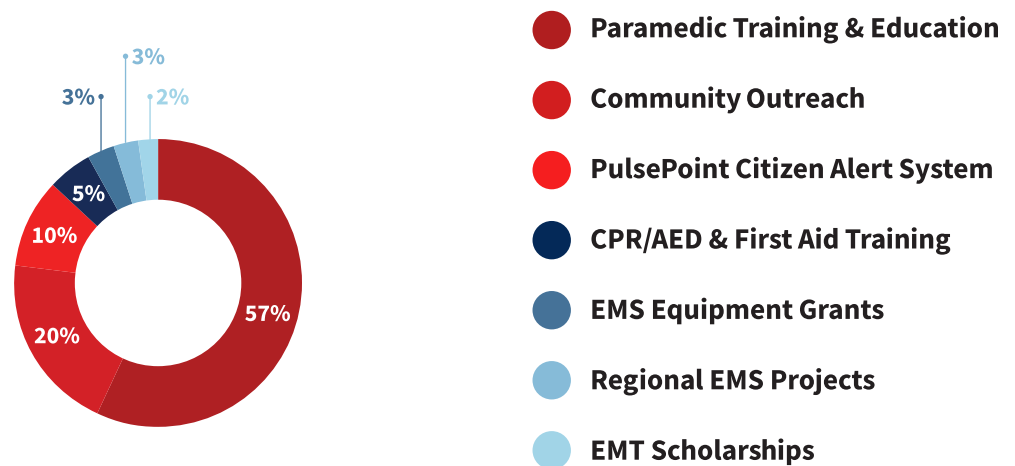 3%
3%
2%
5%
10%
57%
20%
Paramedic Training & Education
Community Outreach
PulsePoint Citizen Alert System
CPR/AED & First Aid Training
EMS Equipment Grants
Regional EMS Projects
EMT Scholarships